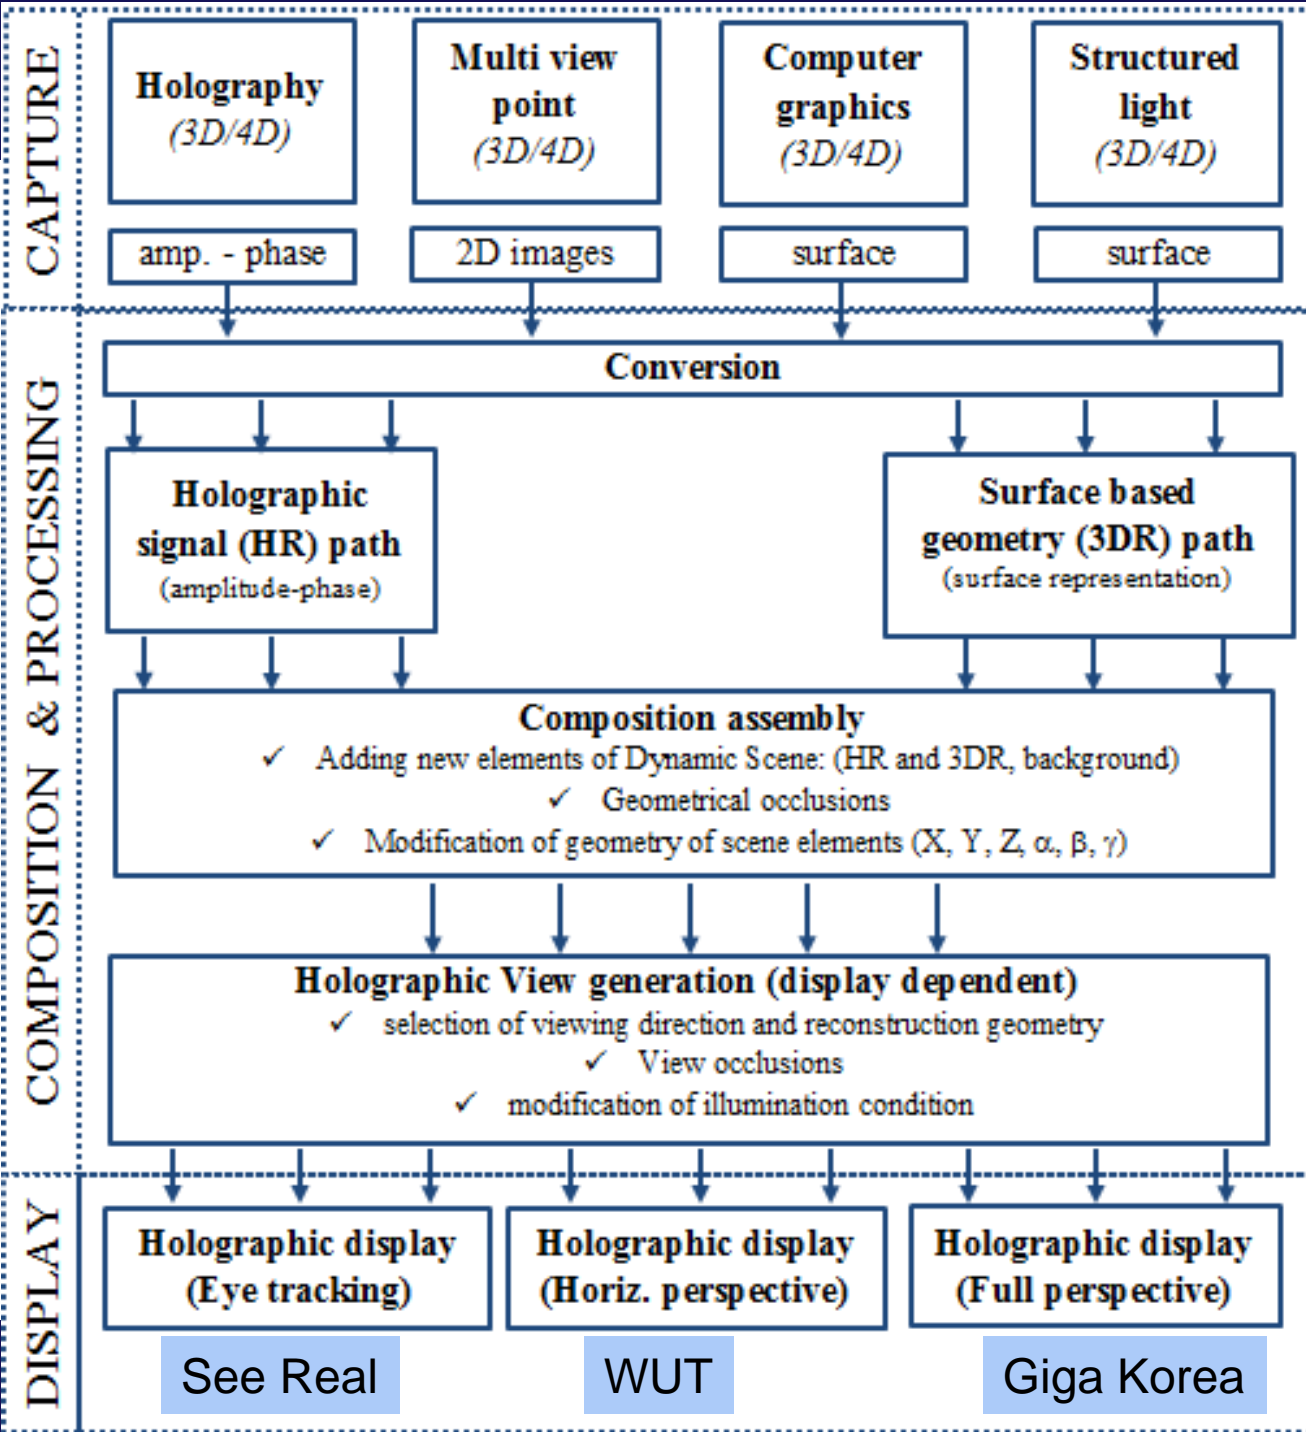 CAPTURE
Holography
(3D/4D)
Multi view
point
(3D/4D)
Computer
graphics
(3D/4D)
Structured
light
(3D/4D)
amp. - phase
2D images
surface
surface
COMPOSITION & PROCESSING
Conversion
Holographic
signal (HR) path
(amplitude-phase)
Surface based
geometry (3DR) path
(surface representation)
Composition assembly
✓ Adding new elements of Dynamic Scene: (HR and 3DR, background)
✓ Geometrical occlusions
✓ Modification of geometry of scene elements (X, Y, Z, α, β, γ)
Holographic View generation (display dependent)
✓ selection of viewing direction and reconstruction geometry
✓ View occlusions
✓ modification of illumination condition
DISPLAY
Holographic display
(Eye tracking)
Holographic display
(Horiz. perspective)
Holographic display
(Full perspective)
See Real
WUT
Giga Korea